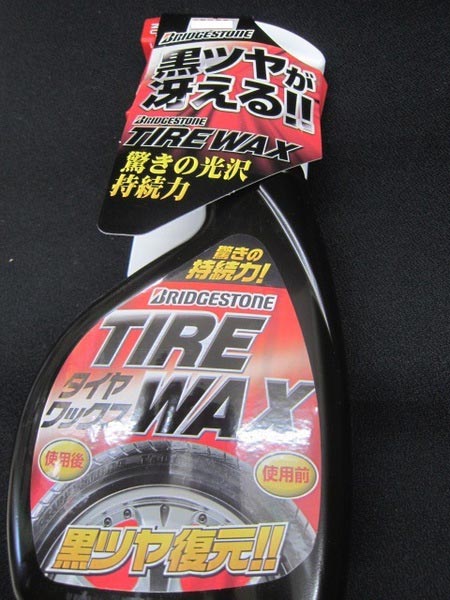 BRIDGESTONE
黒ツヤが
冴える!!
BRIDGESTONE
TIRE WAX
驚きの光沢
持続力
驚きの
持続力!
BRIDGESTONE
TIRE
タイヤ
ワックス
WAX
使用後
使用前
黒ツヤ復元!!